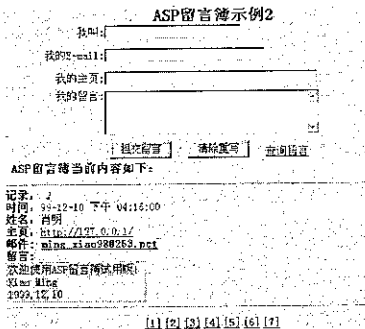 ASP留言簿示例2
我叫:
我的E-mail:
我的主页:
我的留言:
提交留言 清除重写 查询留言
ASP留言簿当前内容如下:
记录:
时间: 99-12-10 下午 04:16:00
姓名: 肖明
主页: http://127.0.0.1/
邮件: ming_xiao@8263.net
留言:
欢迎使用ASP留言簿试用版!
Xiao Ming
1999.12.10
[1] [2] [3] [4] [5] [6] [7]